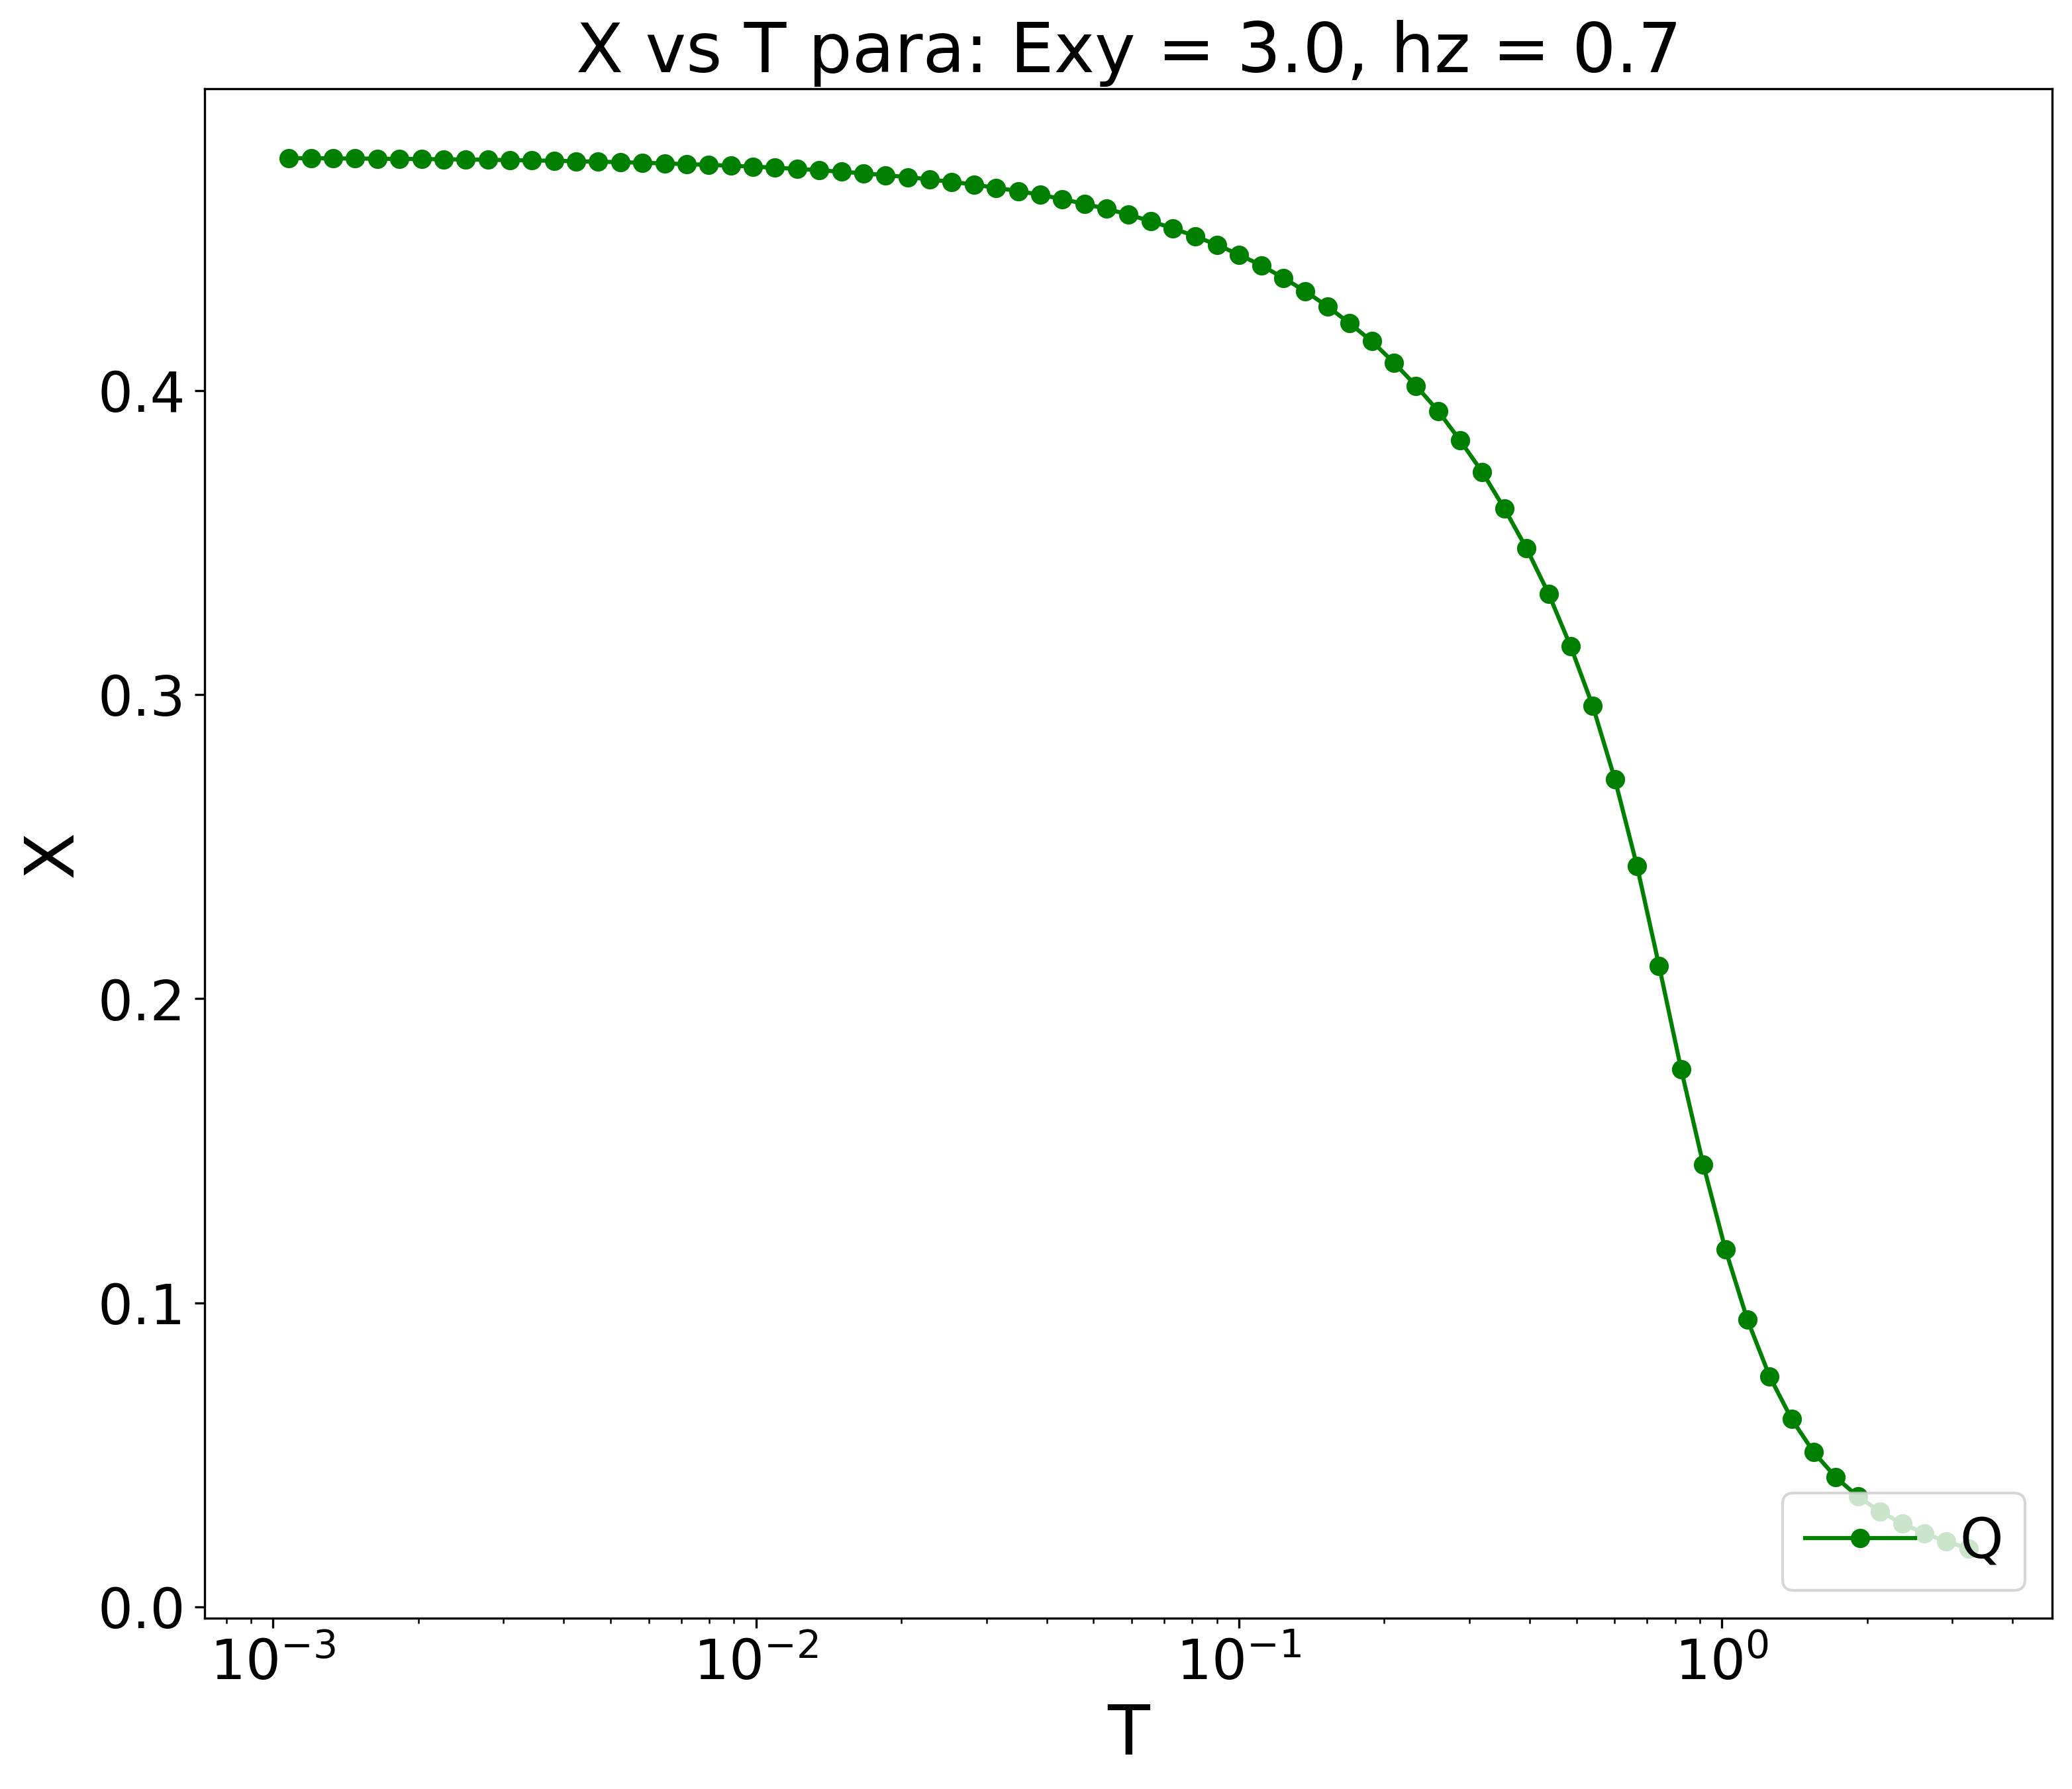 X vs T para: Exy = 3.0, hz = 0.7
X
0.4
0.3
0.2
0.1
0.0
Q
10⁻³ 10⁻² 10⁻¹ 10⁰
T